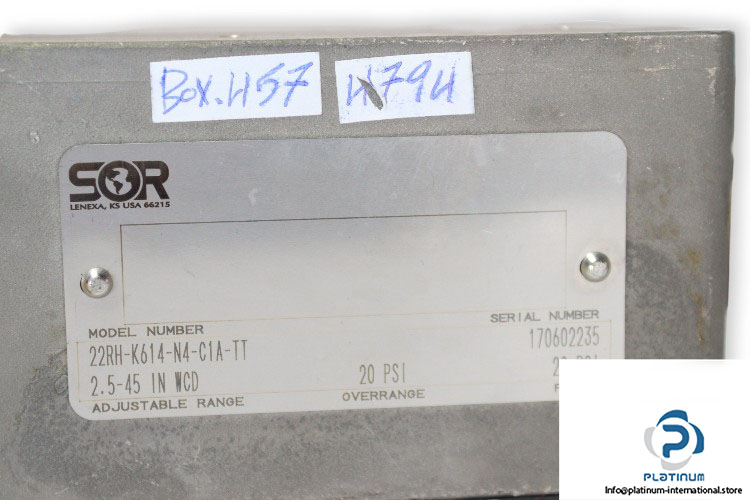 Box.457 4794
SOR
LENEXA, KS USA 66215
MODEL NUMBER SERIAL NUMBER
22RH-K614-N4-C1A-TT 170602235
2.5-45 IN WCD 20 PSI
ADJUSTABLE RANGE OVERRANGE
PLATINUM
Info@platinum-international.store